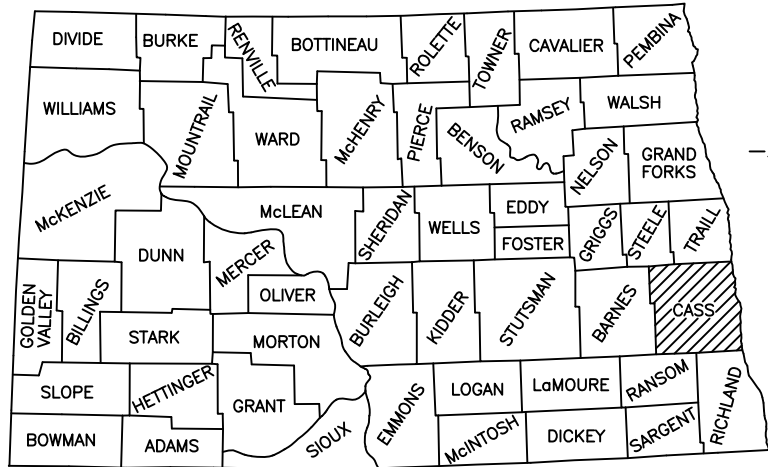 DIVIDE
BURKE
RENVILLE
BOTTINEAU
ROLETTE
TOWNER
CAVALIER
PEMBINA
WILLIAMS
MOUNTRAIL
WARD
McHENRY
PIERCE
BENSON
RAMSEY
WALSH
NELSON
GRAND
FORKS
McKENZIE
McLEAN
SHERIDAN
WELLS
EDDY
FOSTER
GRIGGS
STEELE
TRAILL
DUNN
MERCER
OLIVER
GOLDEN
VALLEY
BILLINGS
STARK
MORTON
BURLEIGH
KIDDER
STUTSMAN
BARNES
CASS
SLOPE
HETTINGER
GRANT
SIOUX
EMMONS
LOGAN
LaMOURE
RANSOM
RICHLAND
BOWMAN
ADAMS
McINTOSH
DICKEY
SARGENT